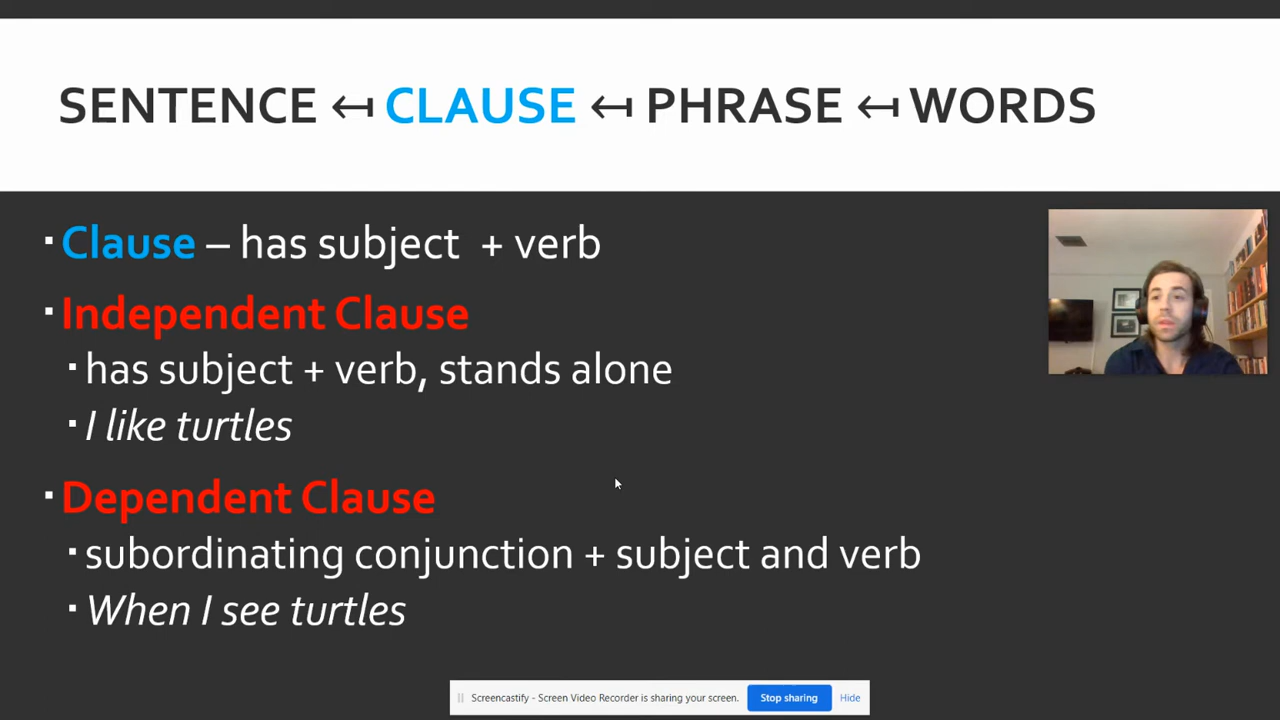 SENTENCE ↤ CLAUSE ↤ PHRASE ↤ WORDS
▪ Clause – has subject + verb
▪ Independent Clause
▪ has subject + verb, stands alone
▪ I like turtles
▪ Dependent Clause
▪ subordinating conjunction + subject and verb
▪ When I see turtles
Screencastify - Screen Video Recorder is sharing your screen. Stop sharing Hide